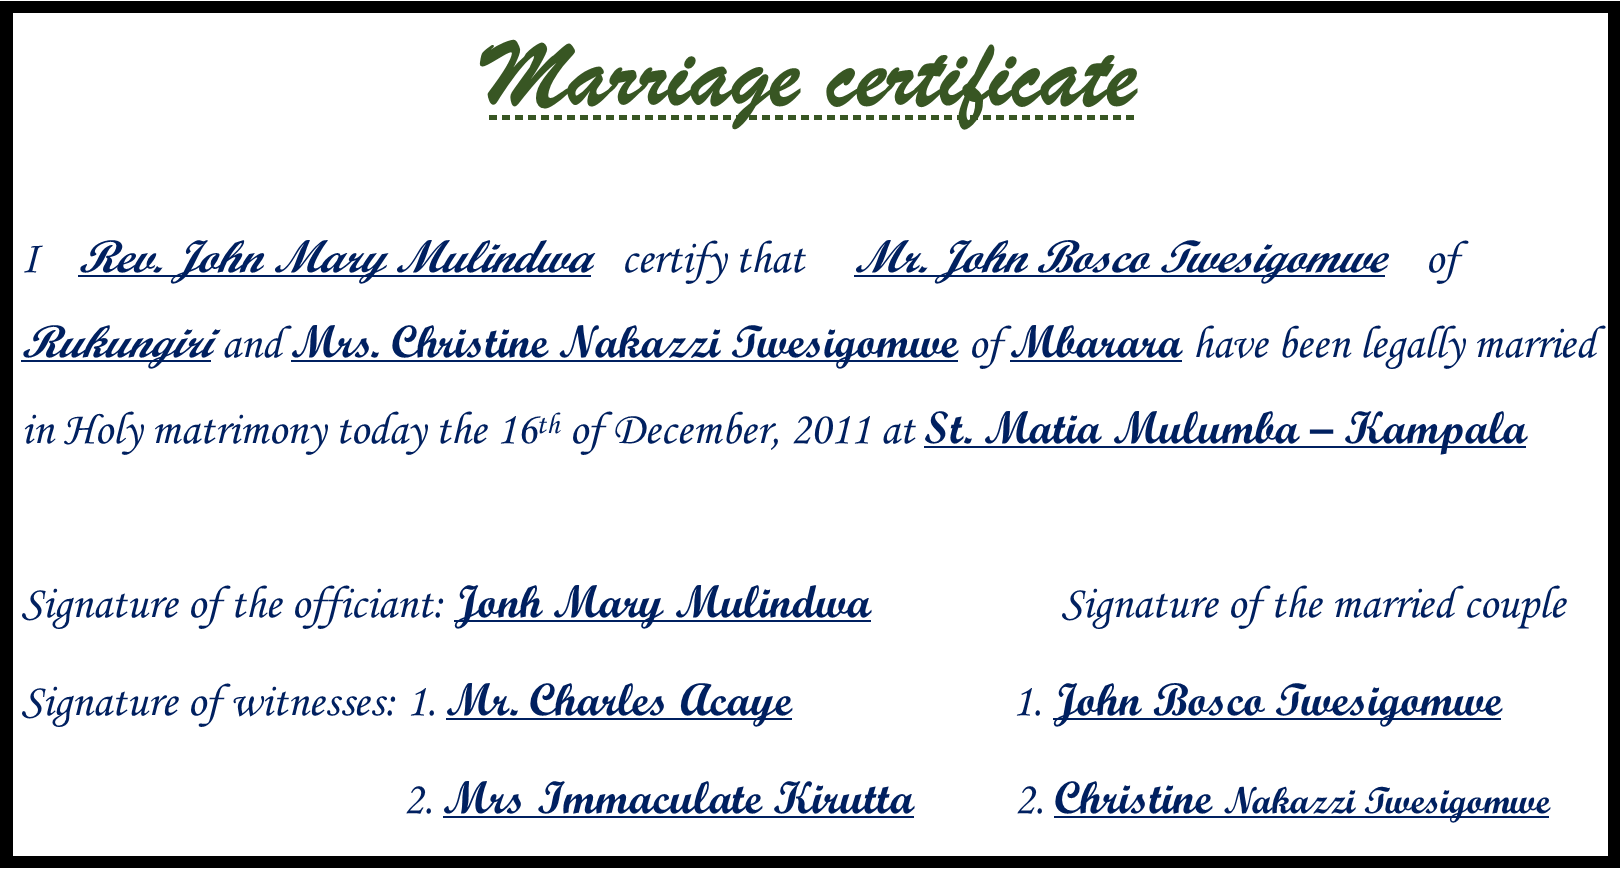 Marriage certificate
I Rev. John Mary Mulindwa certify that Mr. John Bosco Twesigomwe of
Rukungiri and Mrs. Christine Nakazzi Twesigomwe of Mbarara have been legally married
in Holy matrimony today the 16th of December, 2011 at St. Matia Mulumba – Kampala
Signature of the officiant: Jonh Mary Mulindwa Signature of the married couple
Signature of witnesses: 1. Mr. Charles Acaye 1. John Bosco Twesigomwe
2. Mrs Immaculate Kirutta 2. Christine Nakazzi Twesigomwe